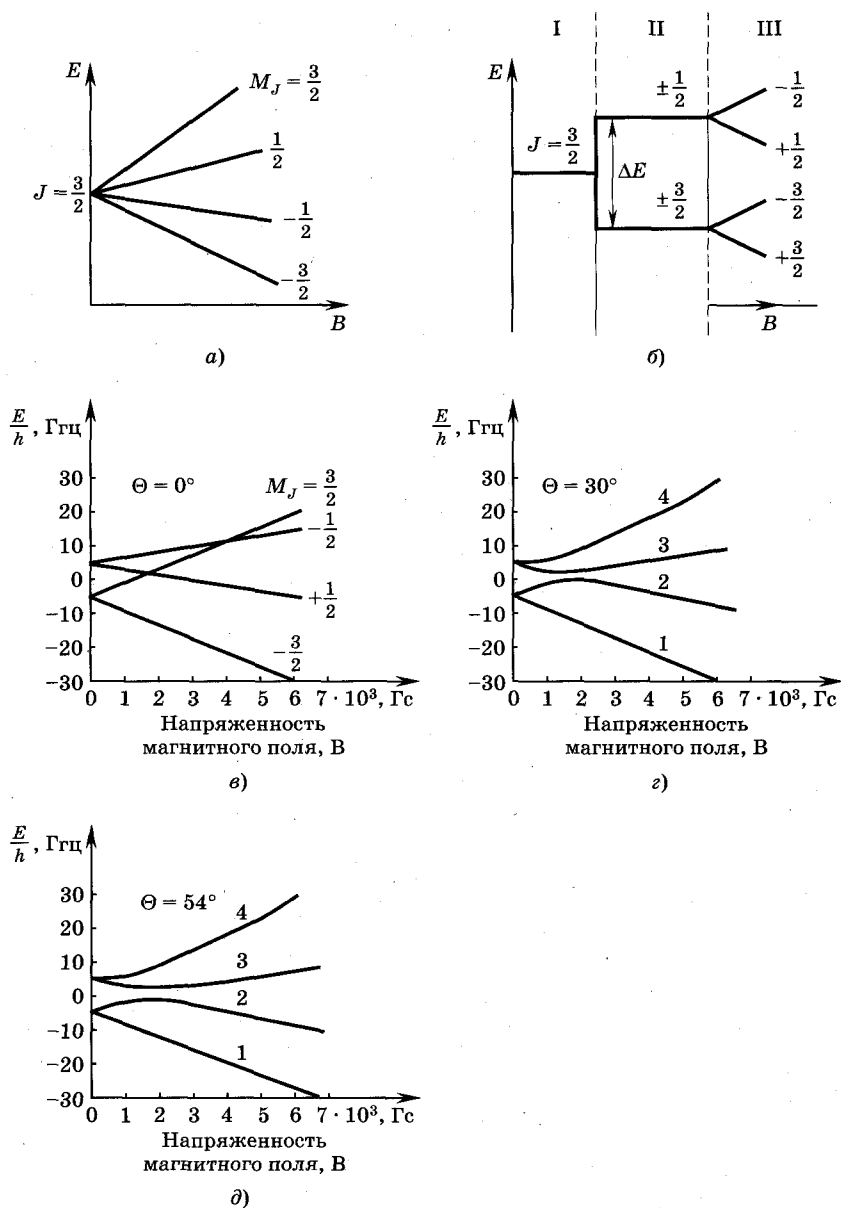 I II III
E
M_J = 3/2
1/2
J = 3/2
-1/2
-3/2
B
а)
E
±1/2
-1/2
J = 3/2
+1/2
ΔE
±3/2
-3/2
+3/2
B
б)
E/h, Ггц
Θ = 0°
M_J = 3/2
-1/2
+1/2
-3/2
30
20
10
0
-10
-20
-30
0 1 2 3 4 5 6 7 · 10³, Гс
Напряженность
магнитного поля, В
в)
E/h, Ггц
Θ = 30°
4
3
2
1
30
20
10
0
-10
-20
-30
0 1 2 3 4 5 6 7 · 10³, Гс
Напряженность
магнитного поля, В
г)
E/h, Ггц
Θ = 54°
4
3
2
1
30
20
10
0
-10
-20
-30
0 1 2 3 4 5 6 7 · 10³, Гс
Напряженность
магнитного поля, В
д)